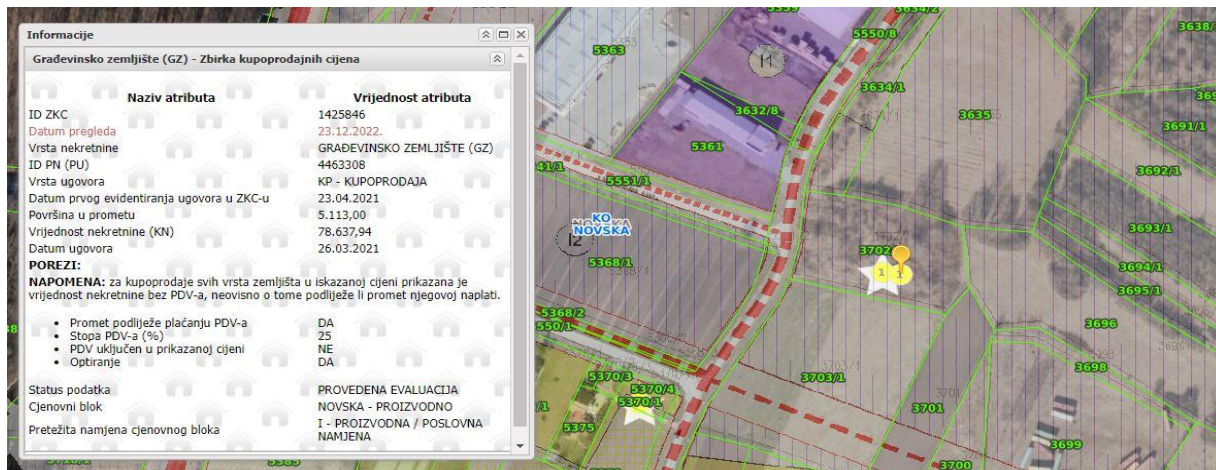 Informacije
Građevinsko zemljište (GZ) - Zbirka kupoprodajnih cijena
Naziv atributa Vrijednost atributa
ID ZKC 1425846
Datum pregleda 23.12.2022.
Vrsta nekretnine GRAĐEVINSKO ZEMLJIŠTE (GZ)
ID PN (PU) 4463308
Vrsta ugovora KP - KUPOPRODAJA
Datum prvog evidentiranja ugovora u ZKC-u 23.04.2021
Površina u prometu 5.113,00
Vrijednost nekretnine (KN) 78.637,94
Datum ugovora 26.03.2021
POREZI:
NAPOMENA: za kupoprodaje svih vrsta zemljišta u iskazanoj cijeni prikazana je
vrijednost nekretnine bez PDV-a, neovisno o tome podliježe li promet njegovoj naplati.
• Promet podliježe plaćanju PDV-a DA
• Stopa PDV-a (%) 25
• PDV uključen u prikazanoj cijeni NE
• Optiranje DA
Status podatka PROVEDENA EVALUACIJA
Cjenovni blok NOVSKA - PROIZVODNO
Pretežita namjena cjenovnog bloka I - PROIZVODNA / POSLOVNA
NAMJENA
5363
5550/8
3634/2
3638/
3632/8
3634/1
3635
5361
3691/1
3692/1
5551/1
KO
NOVSKA
I2
5368/1
3702
1
3693/1
3694/1
3695/1
3696
5368/2
5370/3
5370/4
5370/1
5375
3703/1
3698
3701
3699
3700